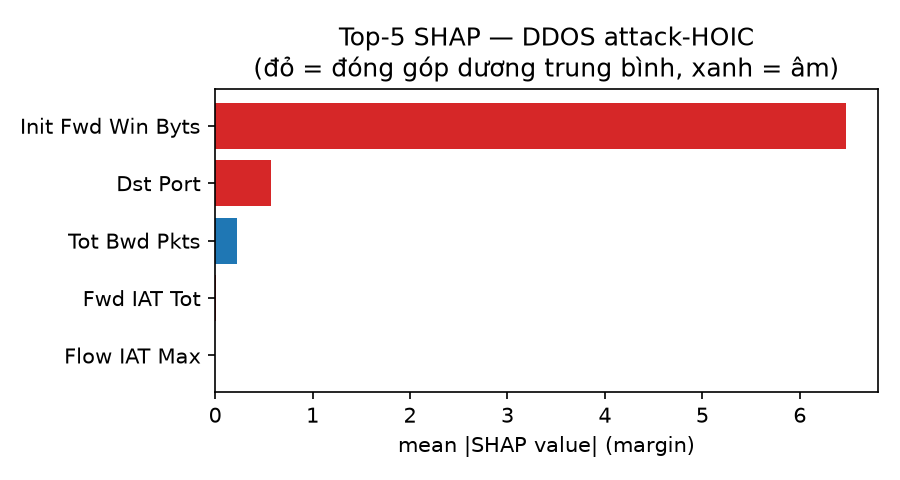 Top-5 SHAP — DDOS attack-HOIC
(đỏ = đóng góp dương trung bình, xanh = âm)
Init Fwd Win Byts
Dst Port
Tot Bwd Pkts
Fwd IAT Tot
Flow IAT Max
0 1 2 3 4 5 6
mean |SHAP value| (margin)